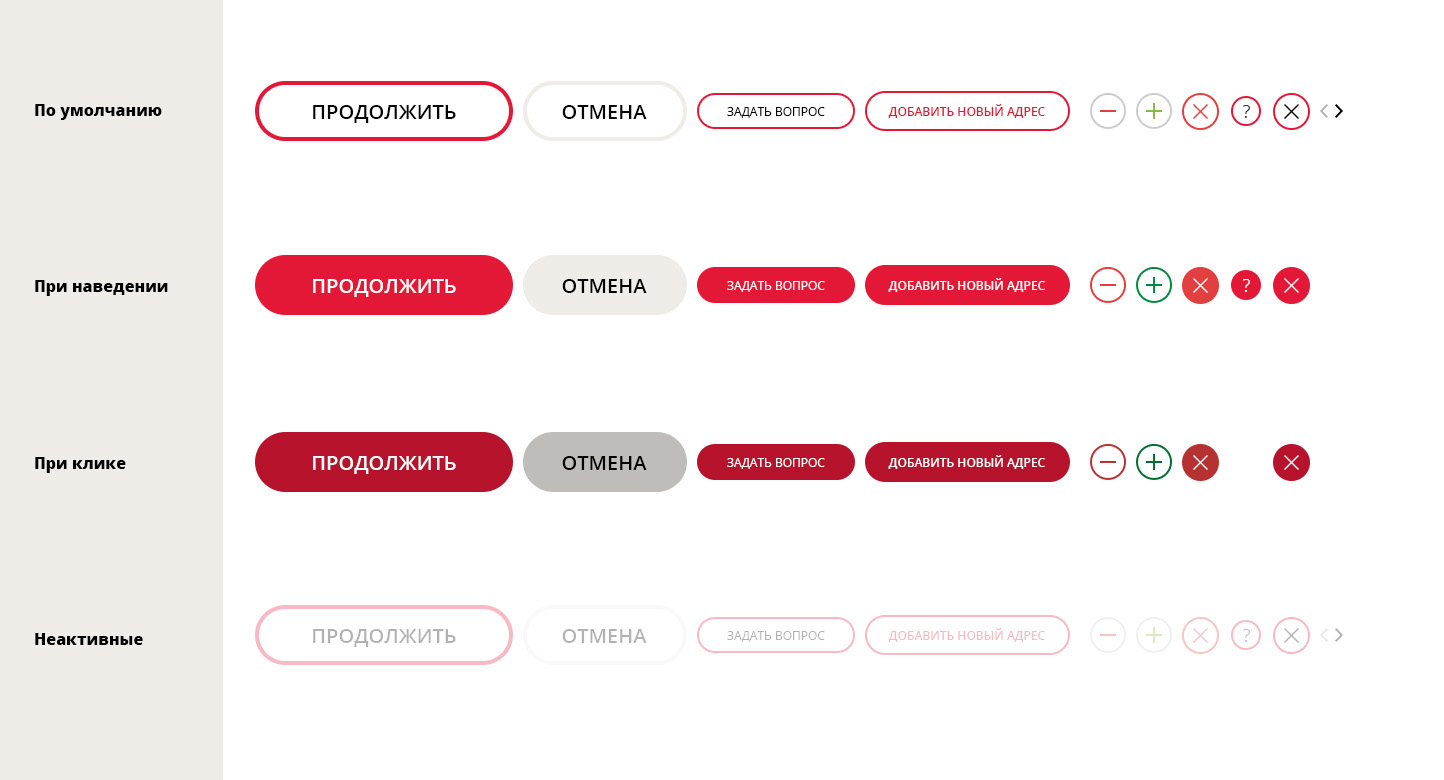 По умолчанию
ПРОДОЛЖИТЬ ОТМЕНА ЗАДАТЬ ВОПРОС ДОБАВИТЬ НОВЫЙ АДРЕС ?
При наведении
ПРОДОЛЖИТЬ ОТМЕНА ЗАДАТЬ ВОПРОС ДОБАВИТЬ НОВЫЙ АДРЕС ?
При клике
ПРОДОЛЖИТЬ ОТМЕНА ЗАДАТЬ ВОПРОС ДОБАВИТЬ НОВЫЙ АДРЕС
Неактивные
ПРОДОЛЖИТЬ ОТМЕНА ЗАДАТЬ ВОПРОС ДОБАВИТЬ НОВЫЙ АДРЕС ?